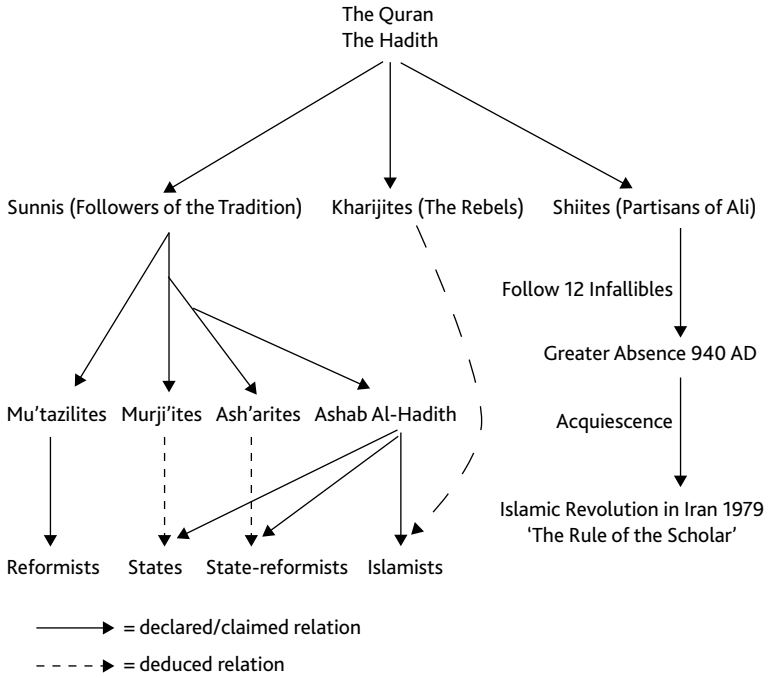 The Quran
The Hadith
Sunnis (Followers of the Tradition)
Kharijites (The Rebels)
Shiites (Partisans of Ali)
Follow 12 Infallibles
Greater Absence 940 AD
Mu’tazilites
Murji’ites
Ash’arites
Ashab Al-Hadith
Acquiescence
Islamic Revolution in Iran 1979
‘The Rule of the Scholar’
Reformists
States
State-reformists
Islamists
= declared/claimed relation
= deduced relation